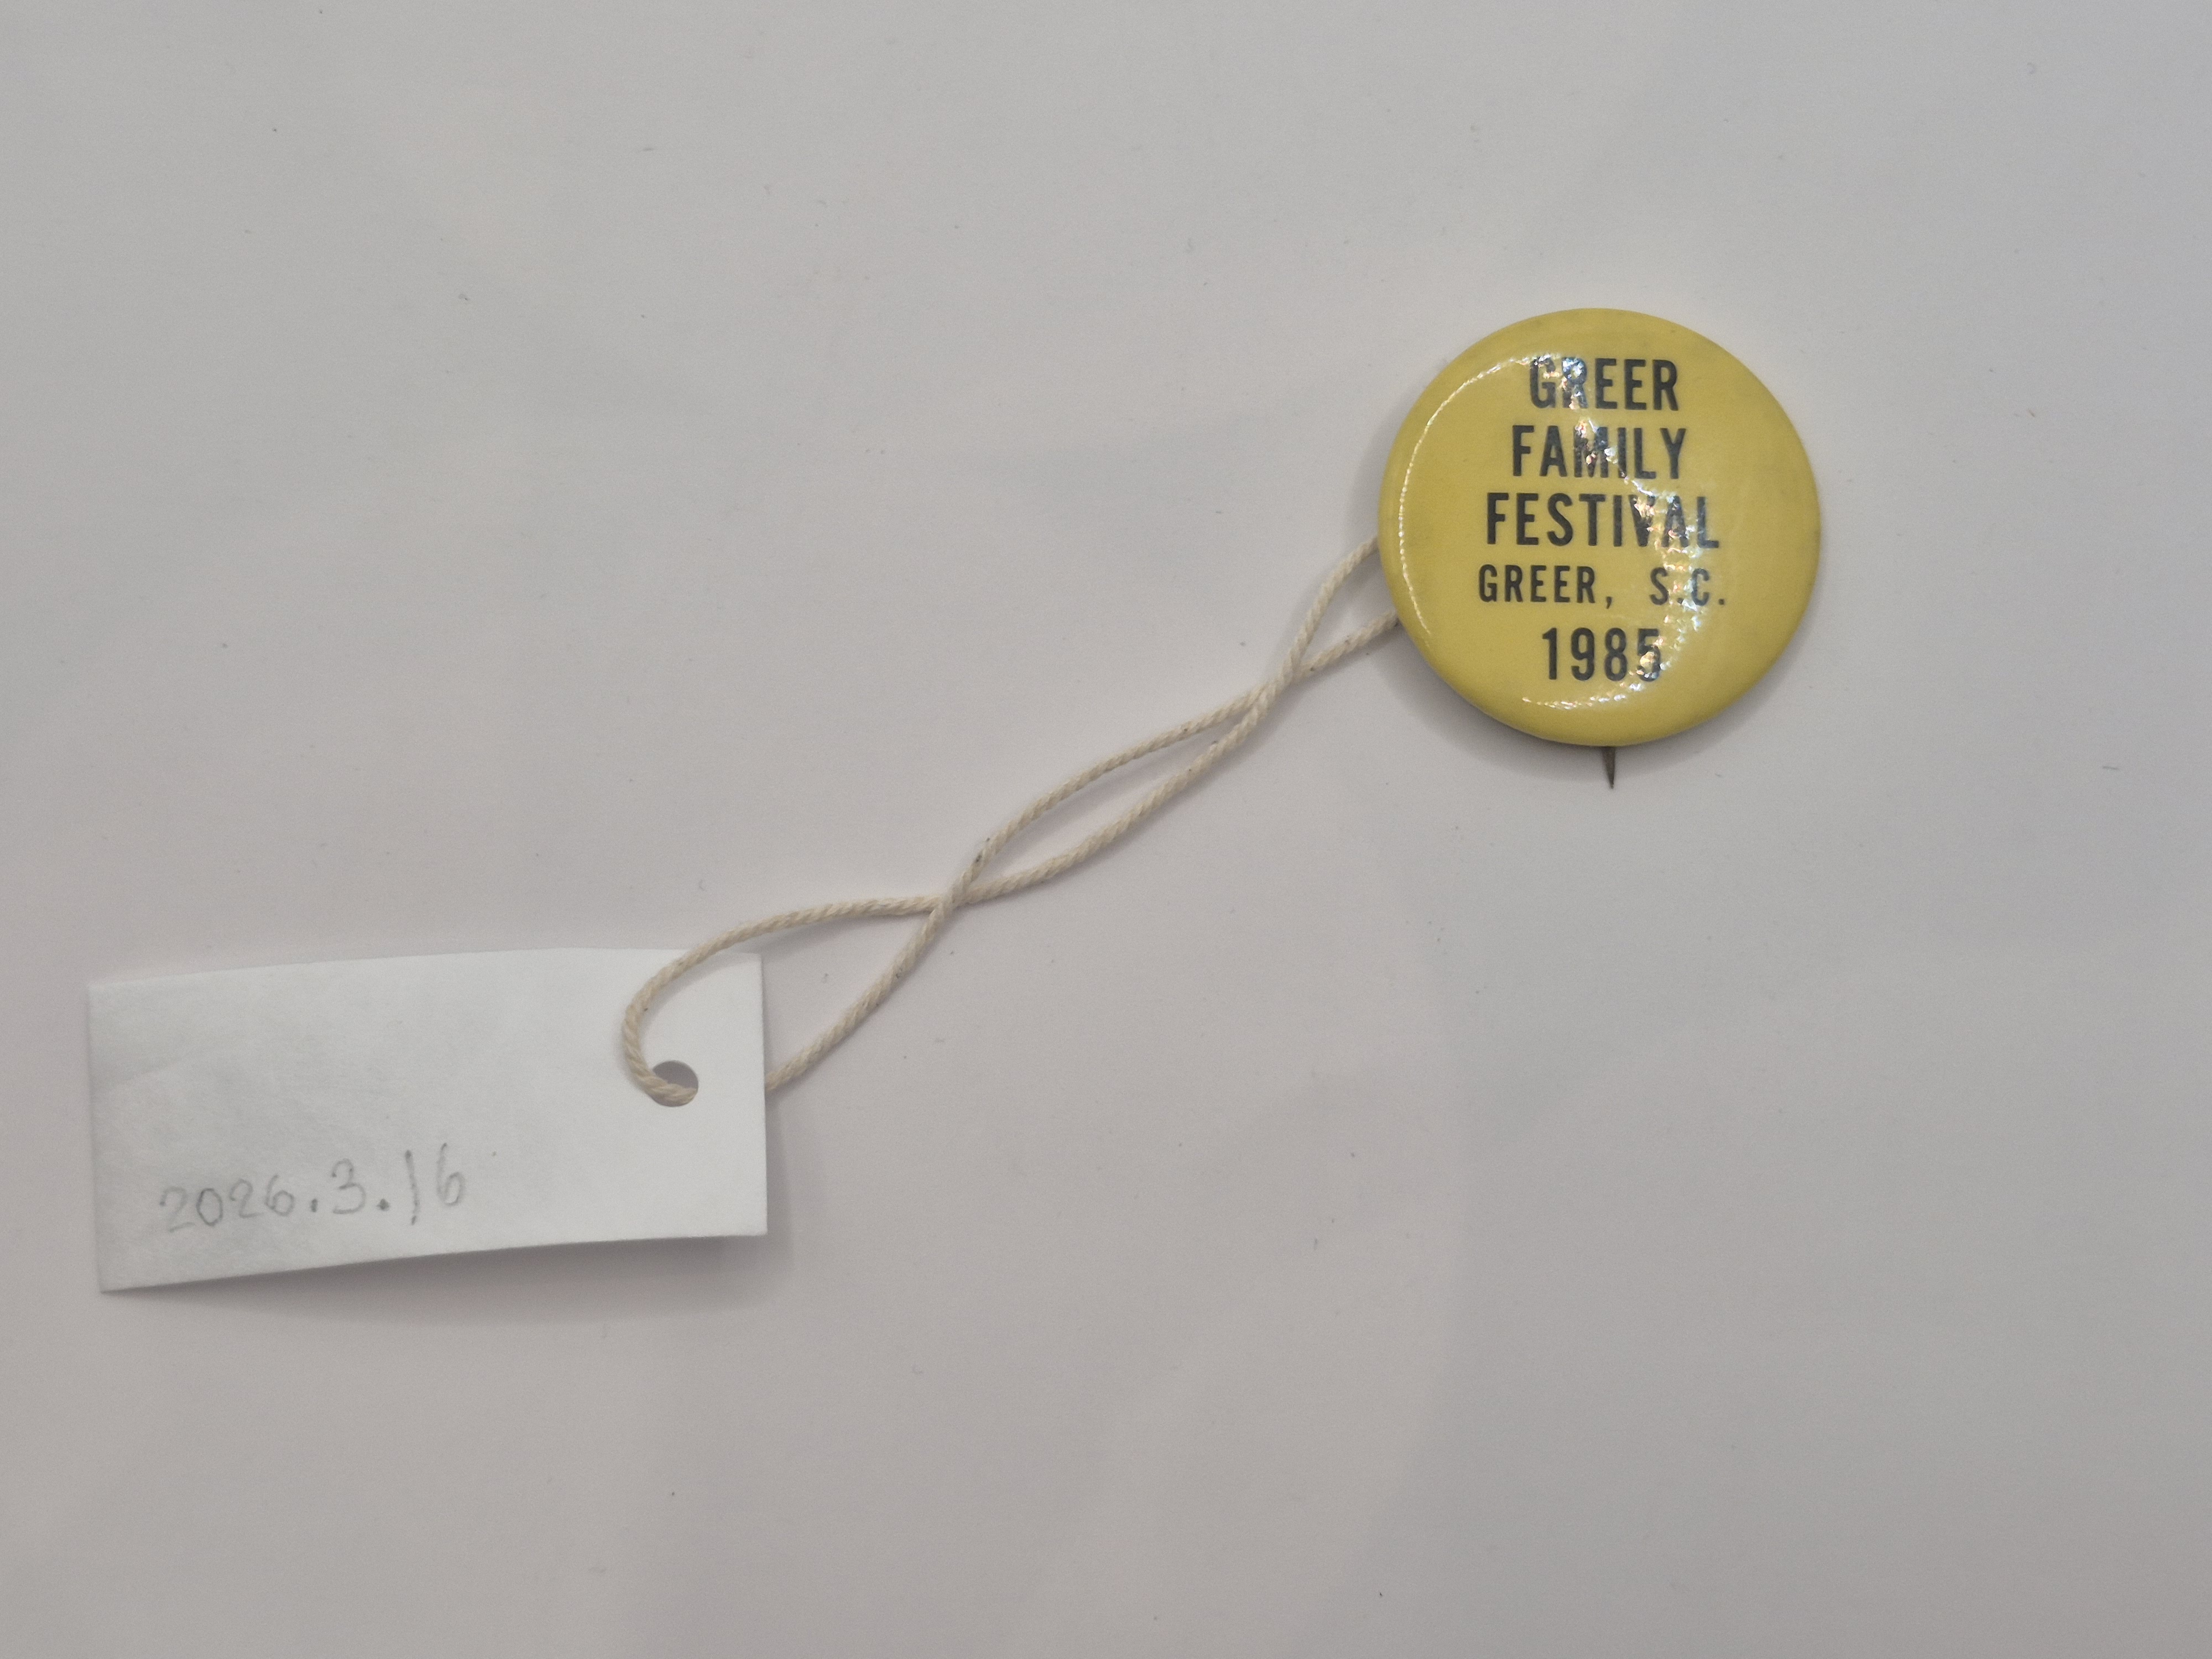 GREER
FAMILY
FESTIVAL
GREER, S.C.
1985
2026.3.16